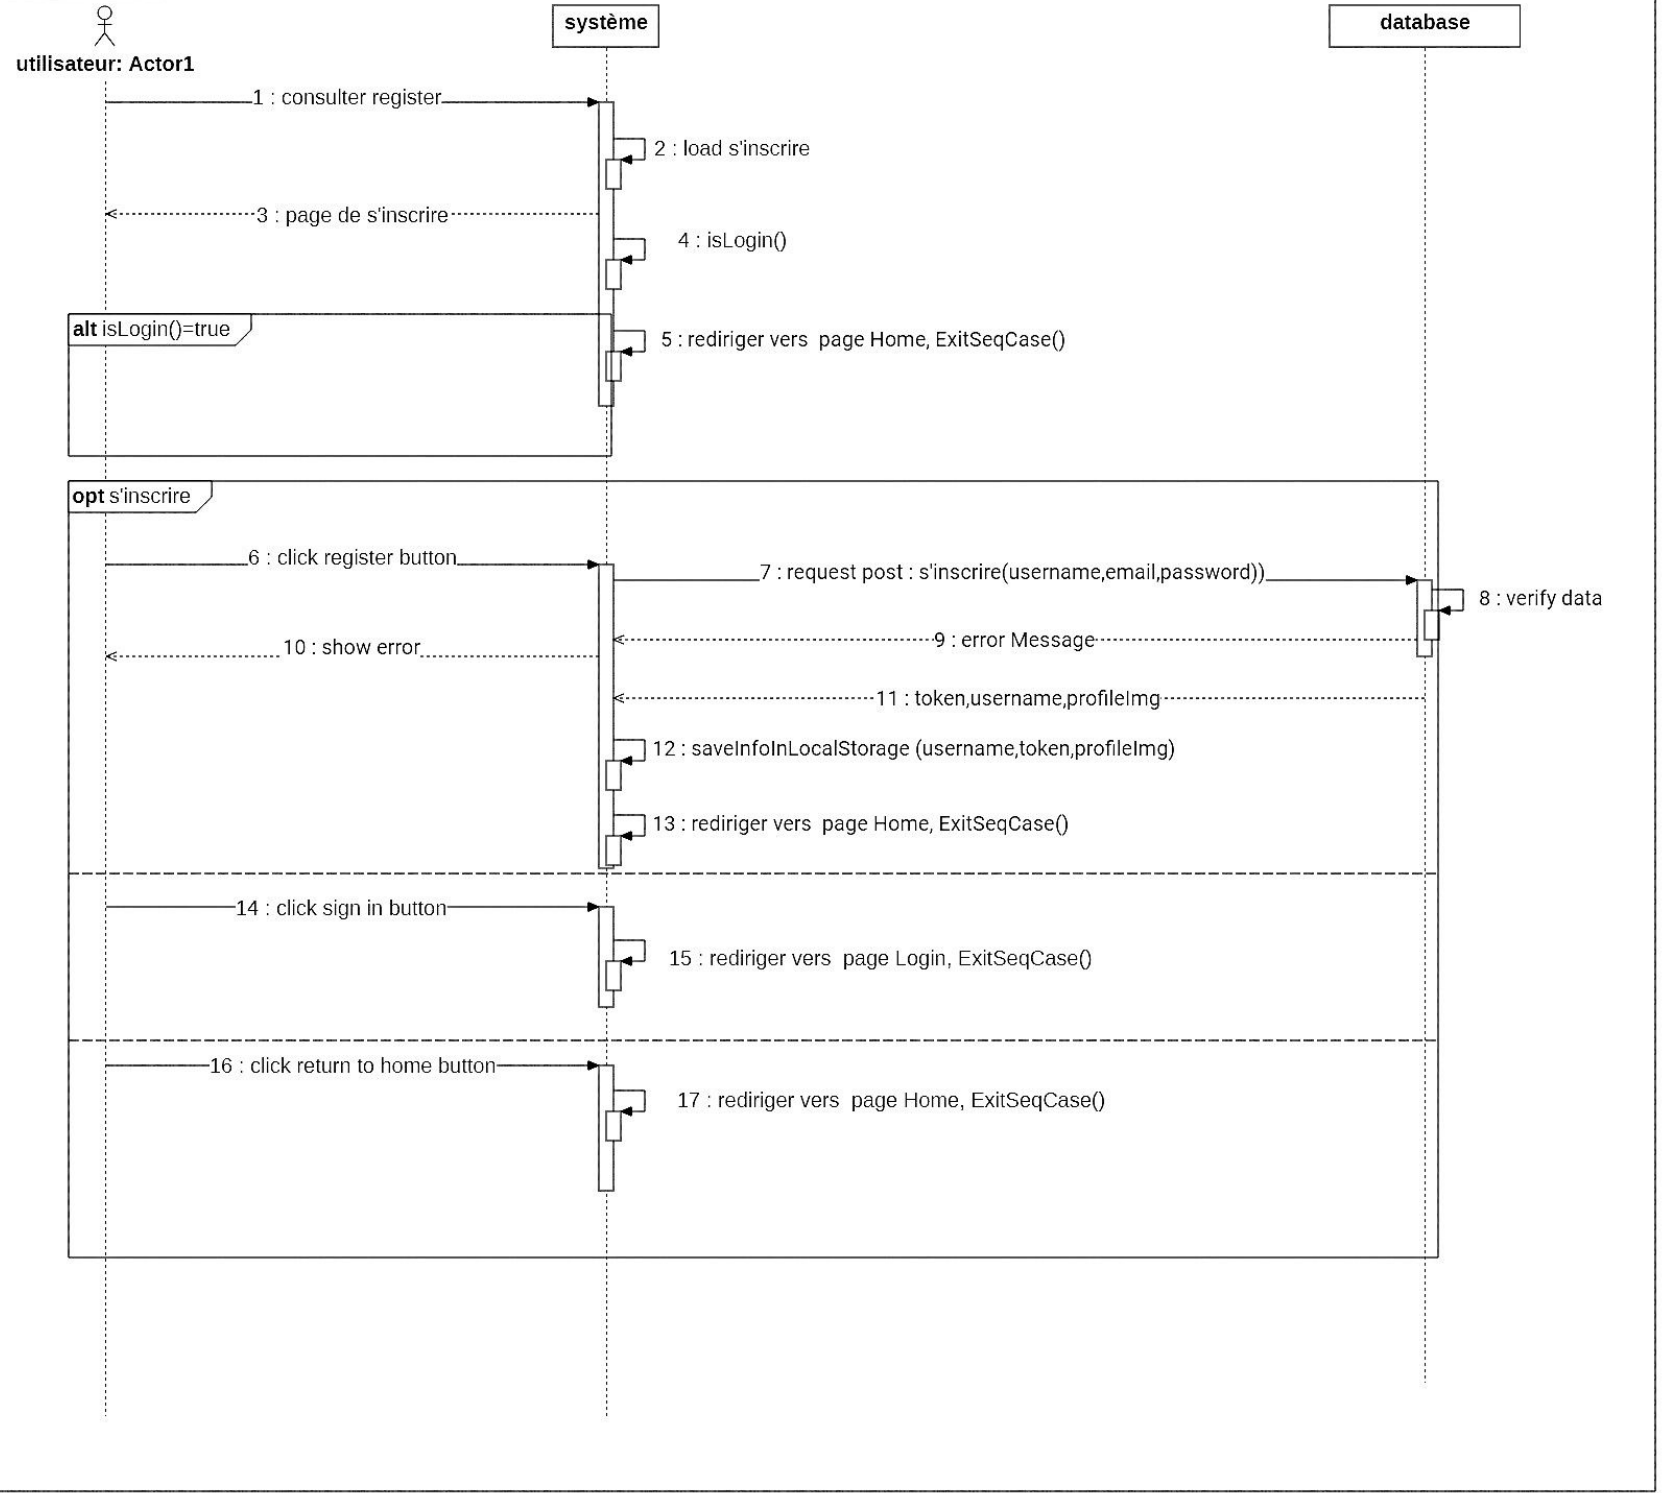 système
database
utilisateur: Actor1
1 : consulter register
2 : load s'inscrire
3 : page de s'inscrire
4 : isLogin()
alt isLogin()=true
5 : rediriger vers  page Home, ExitSeqCase()
opt s'inscrire
6 : click register button
7 : request post : s'inscrire(username,email,password))
8 : verify data
9 : error Message
10 : show error
11 : token,username,profileImg
12 : saveInfoInLocalStorage (username,token,profileImg)
13 : rediriger vers  page Home, ExitSeqCase()
14 : click sign in button
15 : rediriger vers  page Login, ExitSeqCase()
16 : click return to home button
17 : rediriger vers  page Home, ExitSeqCase()